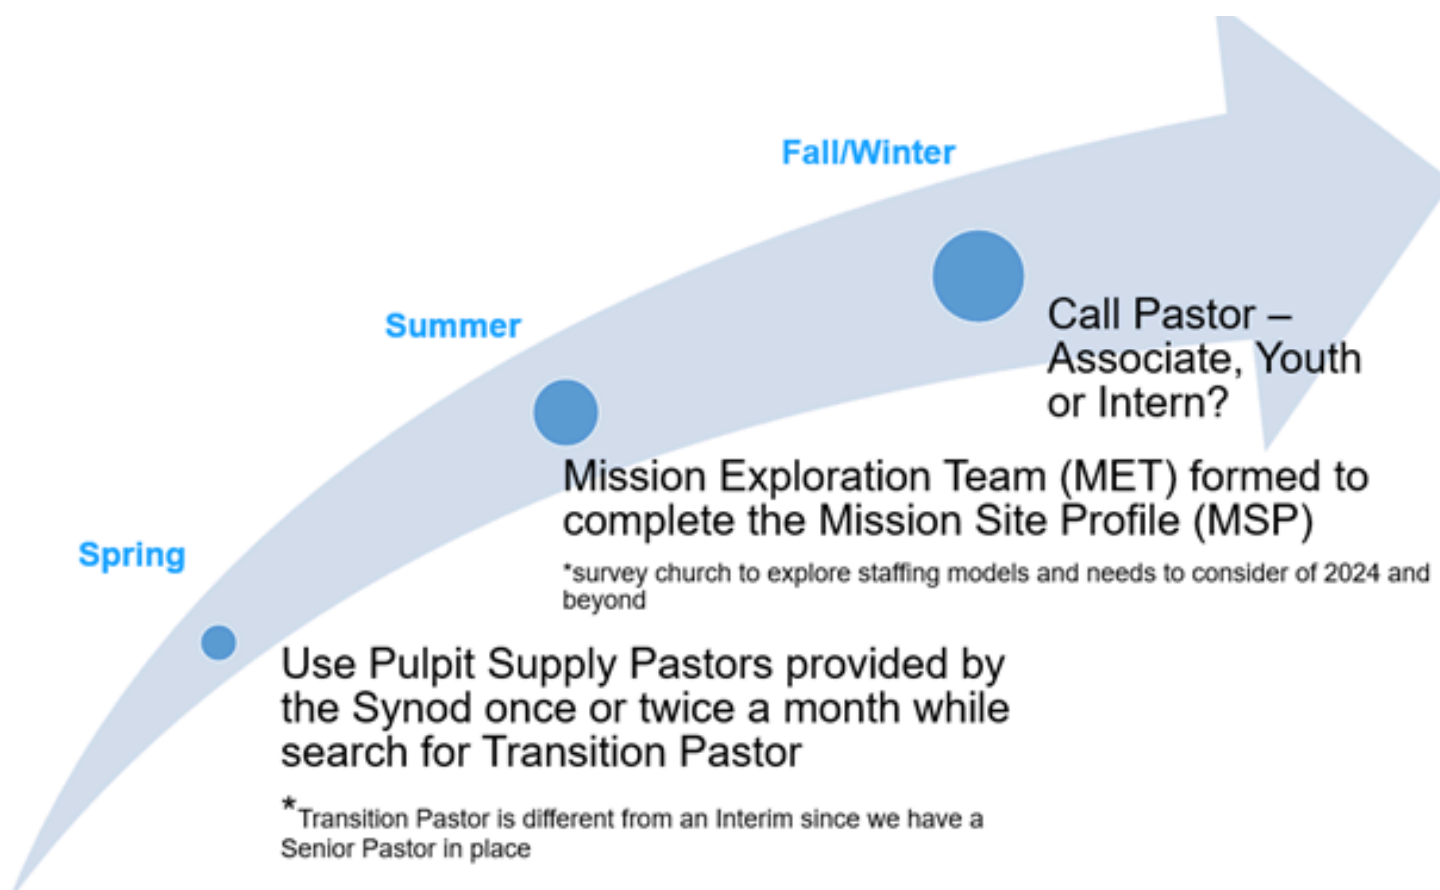 Fall/Winter
Call Pastor –
Associate, Youth
or Intern?
Summer
Mission Exploration Team (MET) formed to
complete the Mission Site Profile (MSP)
*survey church to explore staffing models and needs to consider of 2024 and
beyond
Spring
Use Pulpit Supply Pastors provided by
the Synod once or twice a month while
search for Transition Pastor
*Transition Pastor is different from an Interim since we have a
Senior Pastor in place